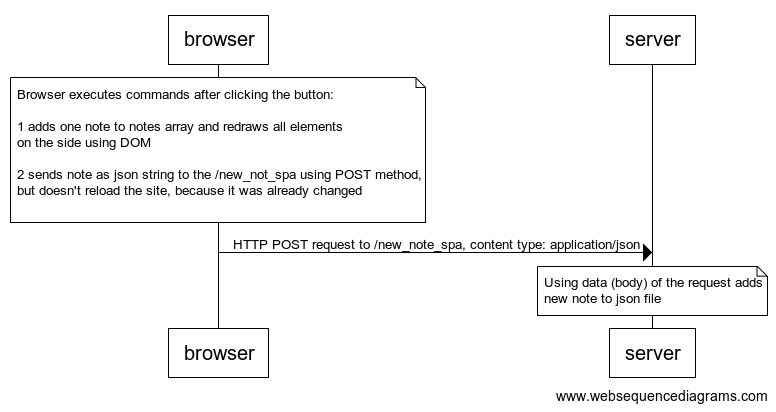 browser
server
Browser executes commands after clicking the button:
1 adds one note to notes array and redraws all elements
on the side using DOM
2 sends note as json string to the /new_not_spa using POST method,
but doesn't reload the site, because it was already changed
HTTP POST request to /new_note_spa, content type: application/json
Using data (body) of the request adds
new note to json file
browser
server
www.websequencediagrams.com